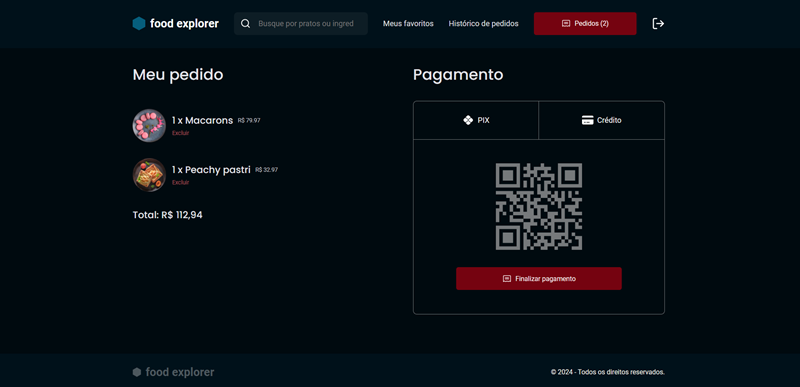 food explorer
Busque por pratos ou ingred
Meus favoritos
Histórico de pedidos
Pedidos (2)
Meu pedido
1 x Macarons R$ 79.97
Excluir
1 x Peachy pastri R$ 32.97
Excluir
Total: R$ 112,94
Pagamento
PIX
Crédito
Finalizar pagamento
food explorer
© 2024 - Todos os direitos reservados.